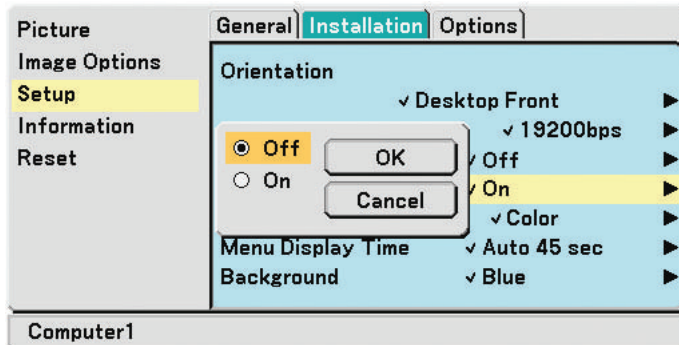 Picture
Image Options
Setup
Information
Reset
General Installation Options
Orientation
✓ Desktop Front
✓ 19200bps
✓ Off
✓ On
✓ Color
Menu Display Time ✓ Auto 45 sec
Background ✓ Blue
Off
On
OK
Cancel
Computer1